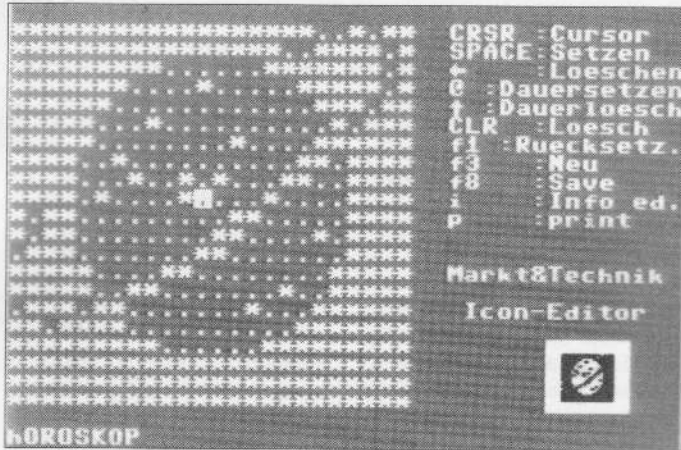 CRSR :Cursor
SPACE:Setzen
← :Loeschen
@ :Dauersetzen
↑ :Dauerloesch
CLR :Loesch
f1 :Ruecksetz.
f3 :Neu
f8 :Save
i :Info ed.
p :print
Markt&Technik
Icon-Editor
hOROSKOP